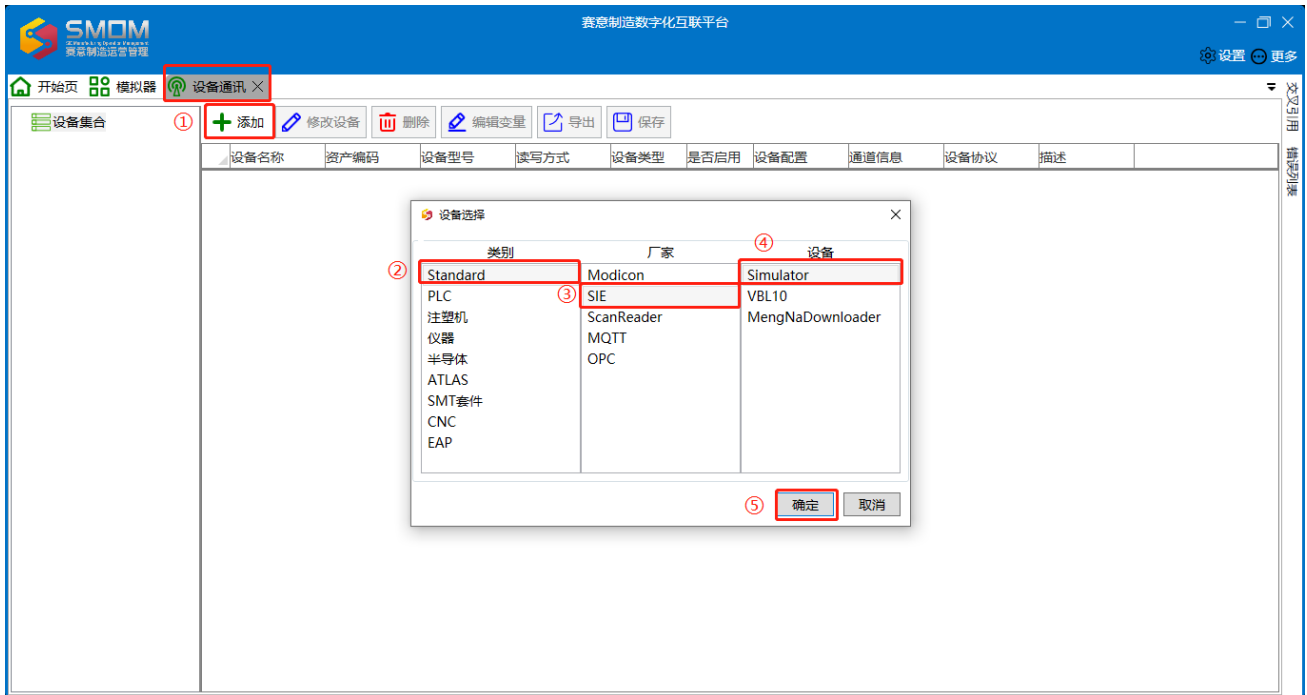 SMOM
赛意制造运营管理
赛意制造数字化互联平台
设置 更多
开始页 模拟器 设备通讯
交叉引用
错误列表
设备集合
① 添加 修改设备 删除 编辑变量 导出 保存
设备名称 资产编码 设备型号 读写方式 设备类型 是否启用 设备配置 通道信息 设备协议 描述
设备选择
④
类别 厂家 设备
② Standard Modicon Simulator
PLC ③ SIE VBL10
注塑机 ScanReader MengNaDownloader
仪器 MQTT
半导体 OPC
ATLAS
SMT套件
CNC
EAP
⑤ 确定 取消